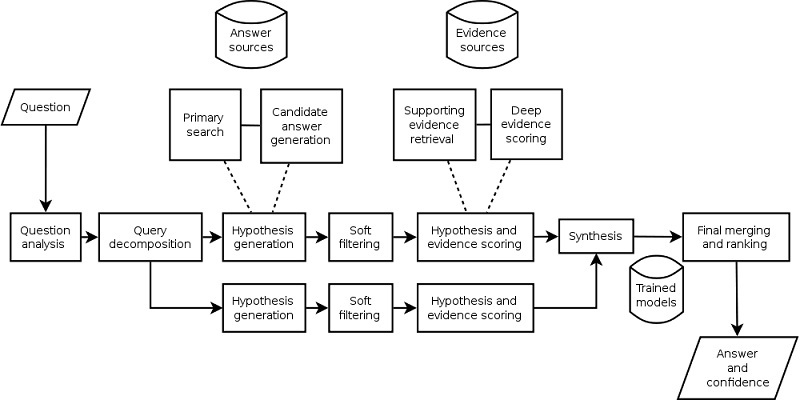 Answer
sources
Evidence
sources
Question
Primary
search
Candidate
answer
generation
Supporting
evidence
retrieval
Deep
evidence
scoring
Question
analysis
Query
decomposition
Hypothesis
generation
Soft
filtering
Hypothesis and
evidence scoring
Synthesis
Final merging
and ranking
Hypothesis
generation
Soft
filtering
Hypothesis and
evidence scoring
Trained
models
Answer
and
confidence